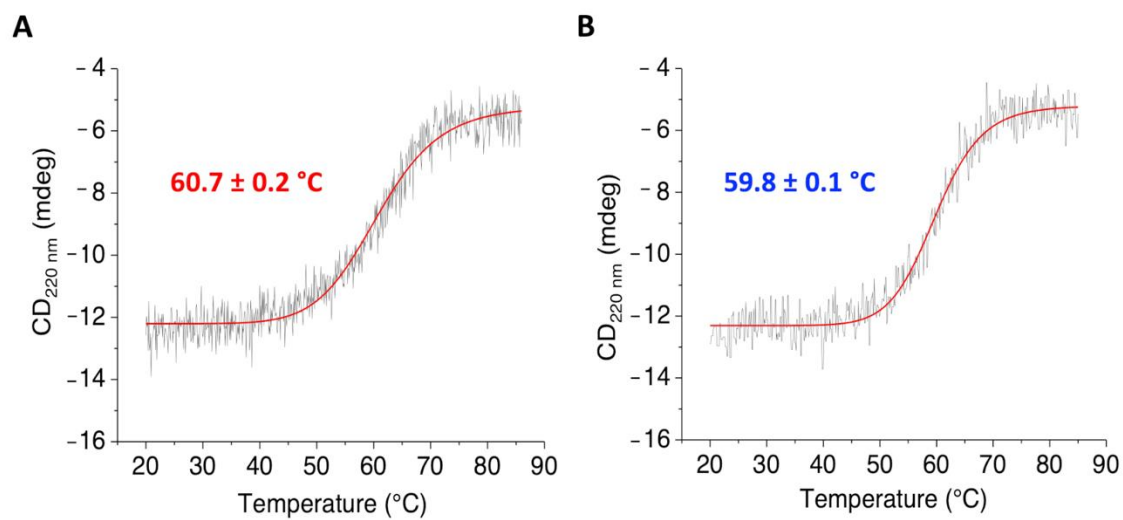 A
− 4
− 6
− 8
− 10
− 12
− 14
− 16
CD220 nm (mdeg)
60.7 ± 0.2 °C
20 30 40 50 60 70 80 90
Temperature (°C)
B
− 4
− 6
− 8
− 10
− 12
− 14
− 16
CD220 nm (mdeg)
59.8 ± 0.1 °C
20 30 40 50 60 70 80 90
Temperature (°C)